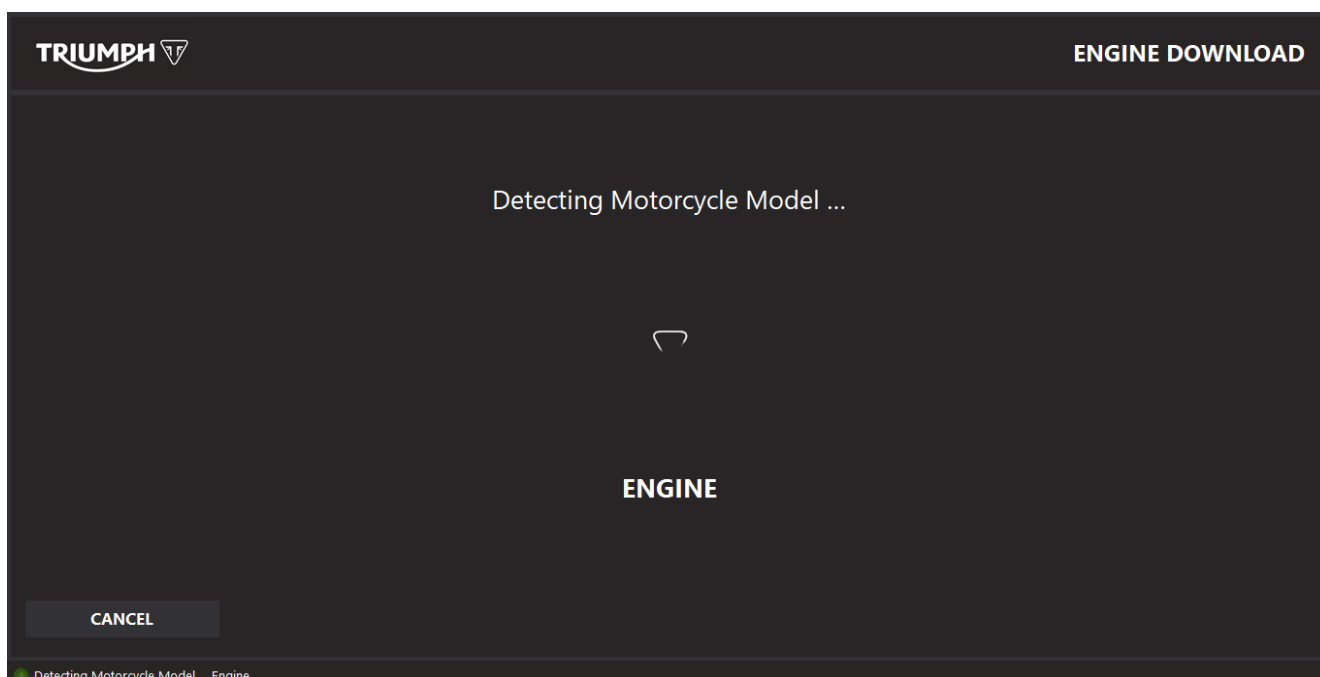 TRIUMPH
ENGINE DOWNLOAD
Detecting Motorcycle Model ...
ENGINE
CANCEL
Detecting Motorcycle Model ... Engine